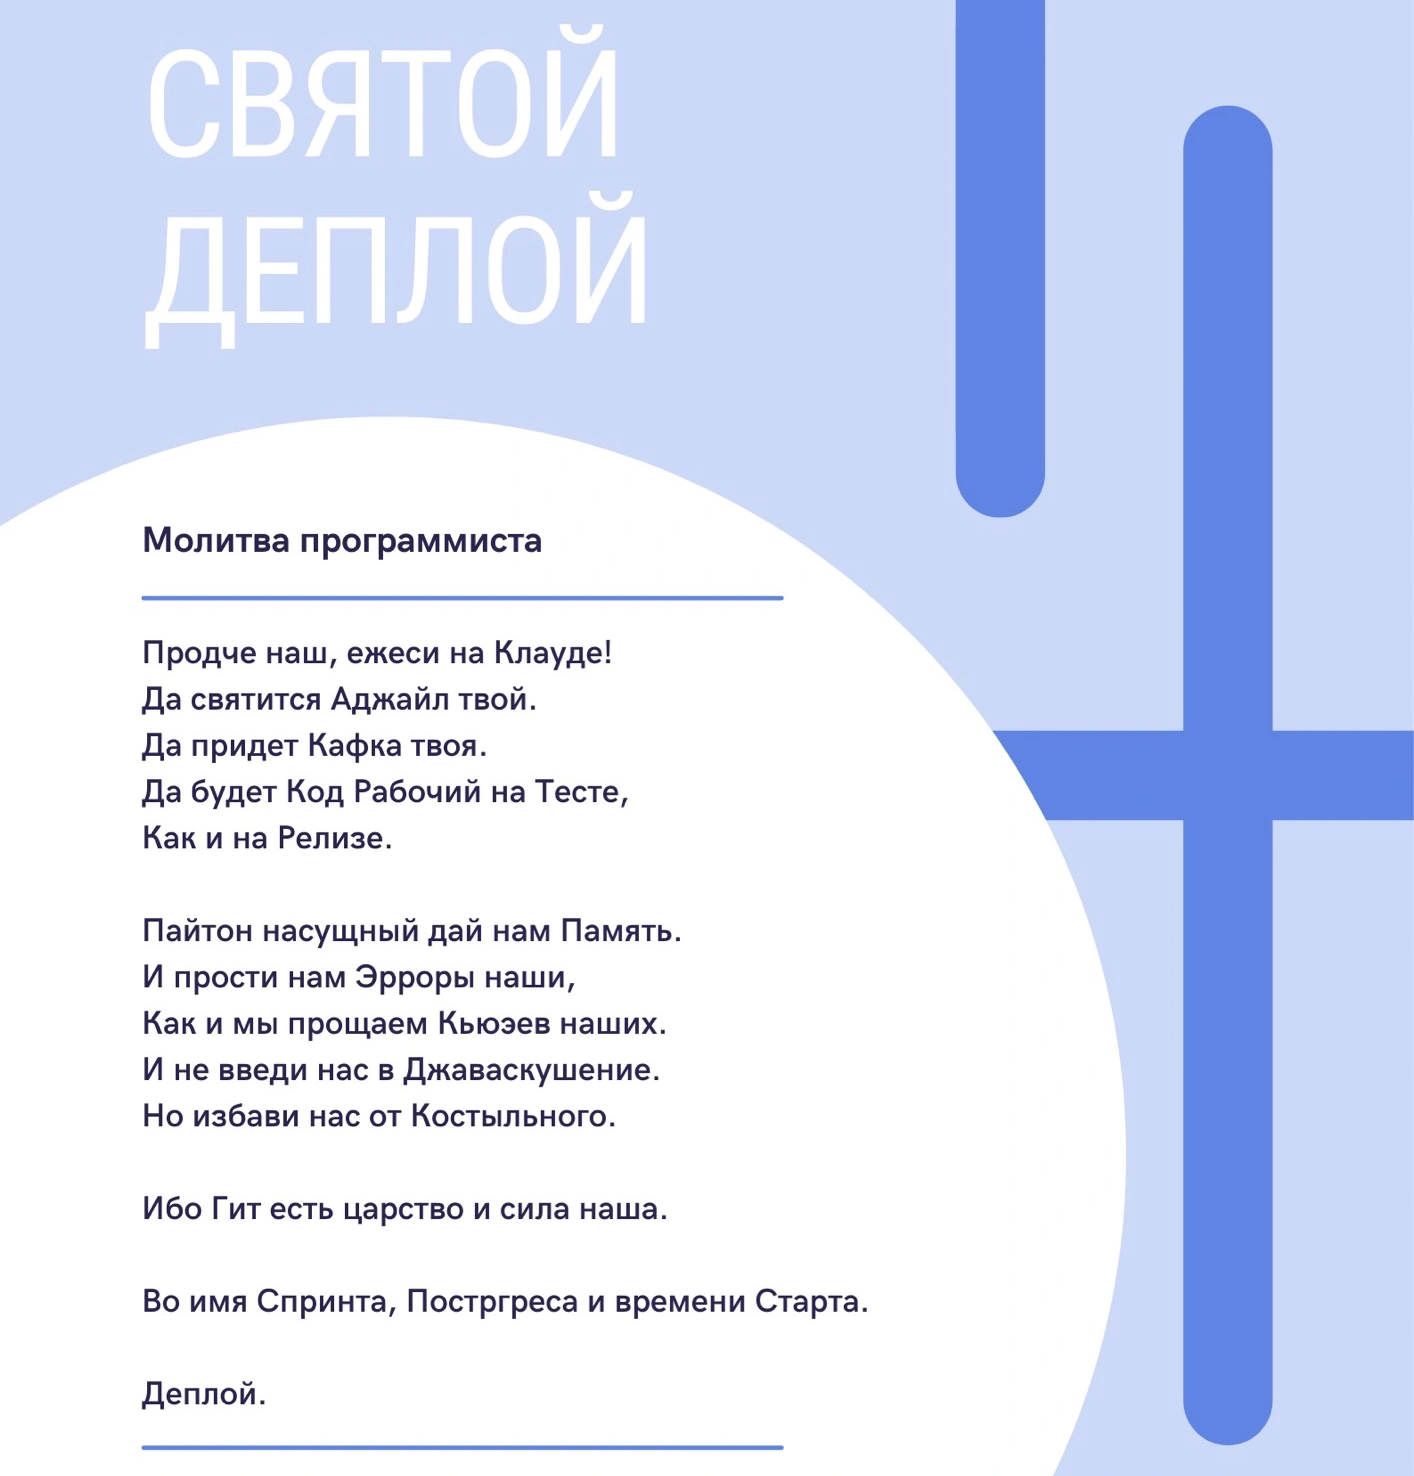 СВЯТОЙ
ДЕПЛОЙ
Молитва программиста
Продче наш, ежеси на Клауде!
Да святится Аджайл твой.
Да придет Кафка твоя.
Да будет Код Рабочий на Тесте,
Как и на Релизе.
Пайтон насущный дай нам Память.
И прости нам Эрроры наши,
Как и мы прощаем Кьюэев наших.
И не введи нас в Джаваскушение.
Но избави нас от Костыльного.
Ибо Гит есть царство и сила наша.
Во имя Спринта, Постргреса и времени Старта.
Деплой.